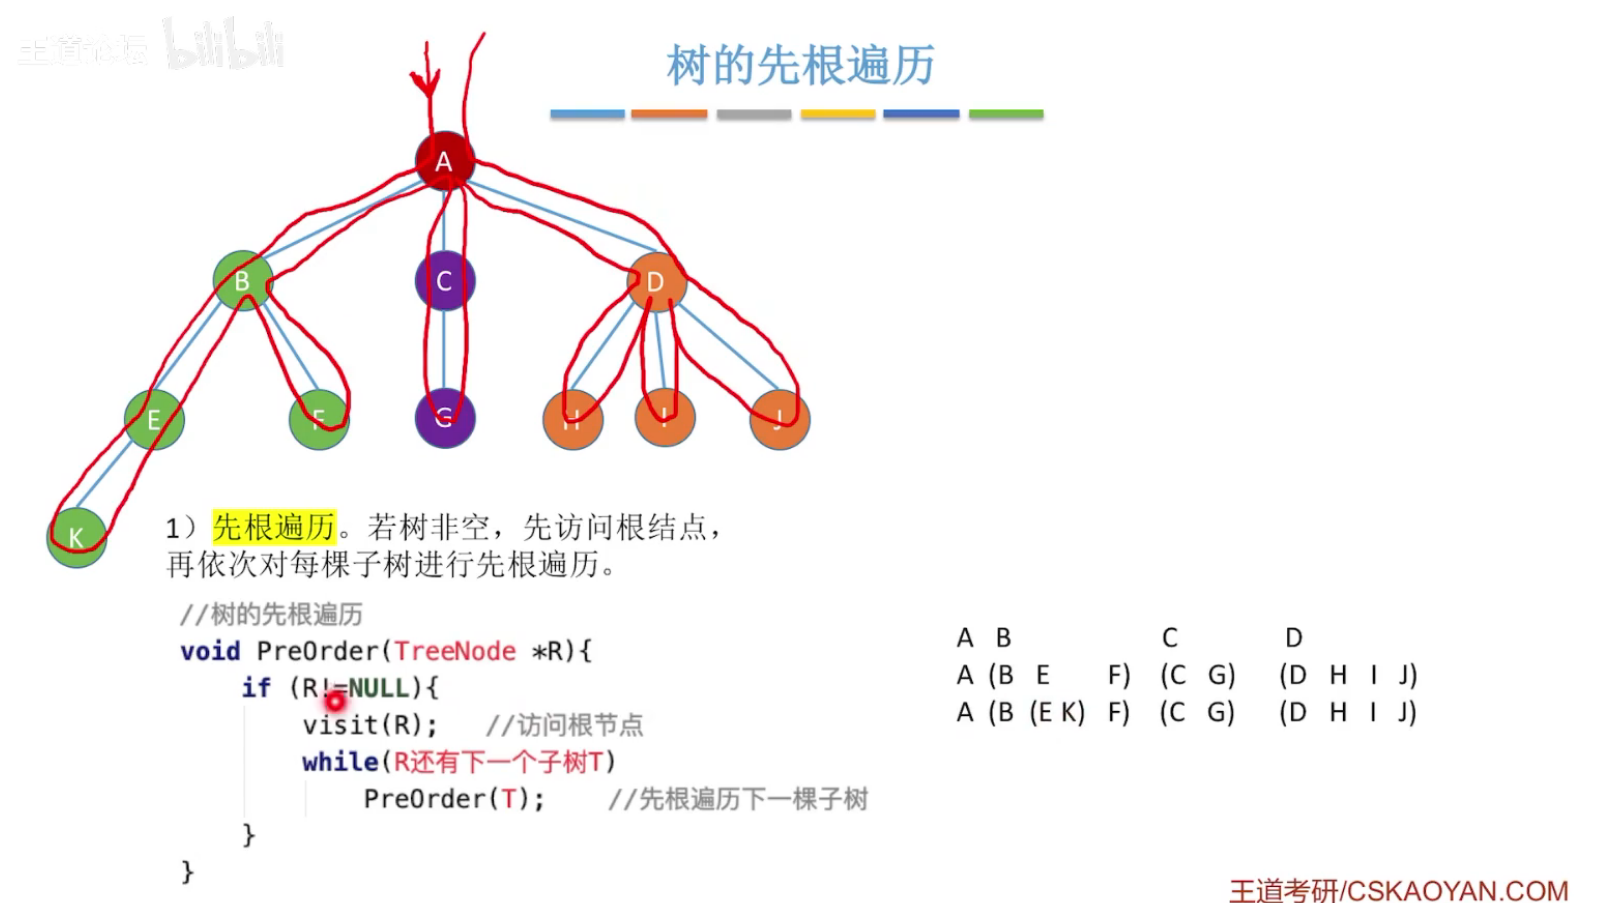 王道论坛 bilibili
树的先根遍历
A
B C D
E F G H I J
K
1）先根遍历。若树非空，先访问根结点，
再依次对每棵子树进行先根遍历。
//树的先根遍历
void PreOrder(TreeNode *R){
if (R!=NULL){
visit(R); //访问根节点
while(R还有下一个子树T)
PreOrder(T); //先根遍历下一棵子树
}
}
A B C D
A (B E F) (C G) (D H I J)
A (B (E K) F) (C G) (D H I J)
王道考研/CSKAOYAN.COM